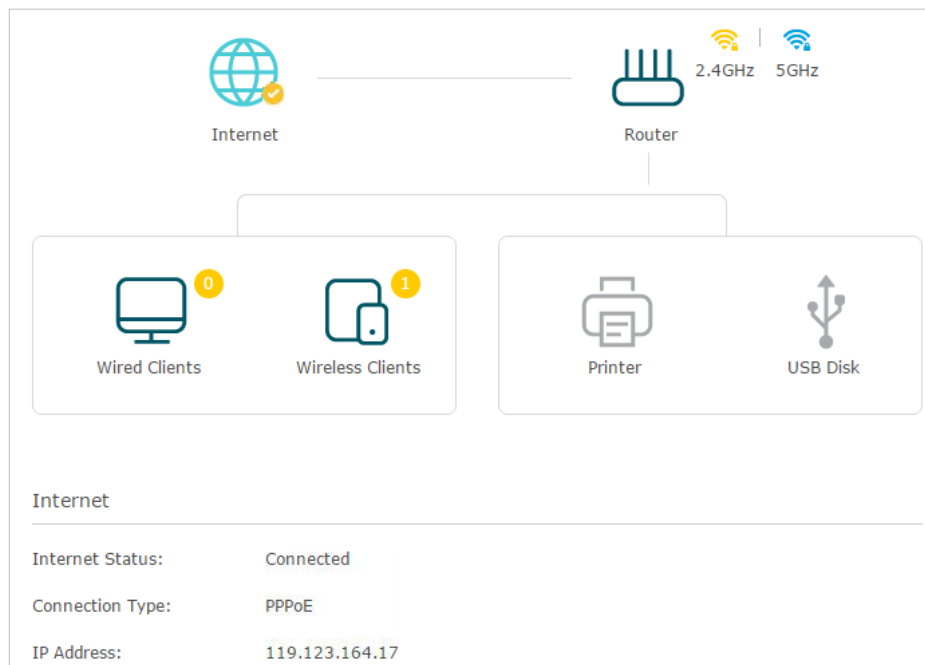 2.4GHz 5GHz
Internet Router
0 1
Wired Clients Wireless Clients Printer USB Disk
Internet
Internet Status: Connected
Connection Type: PPPoE
IP Address: 119.123.164.17